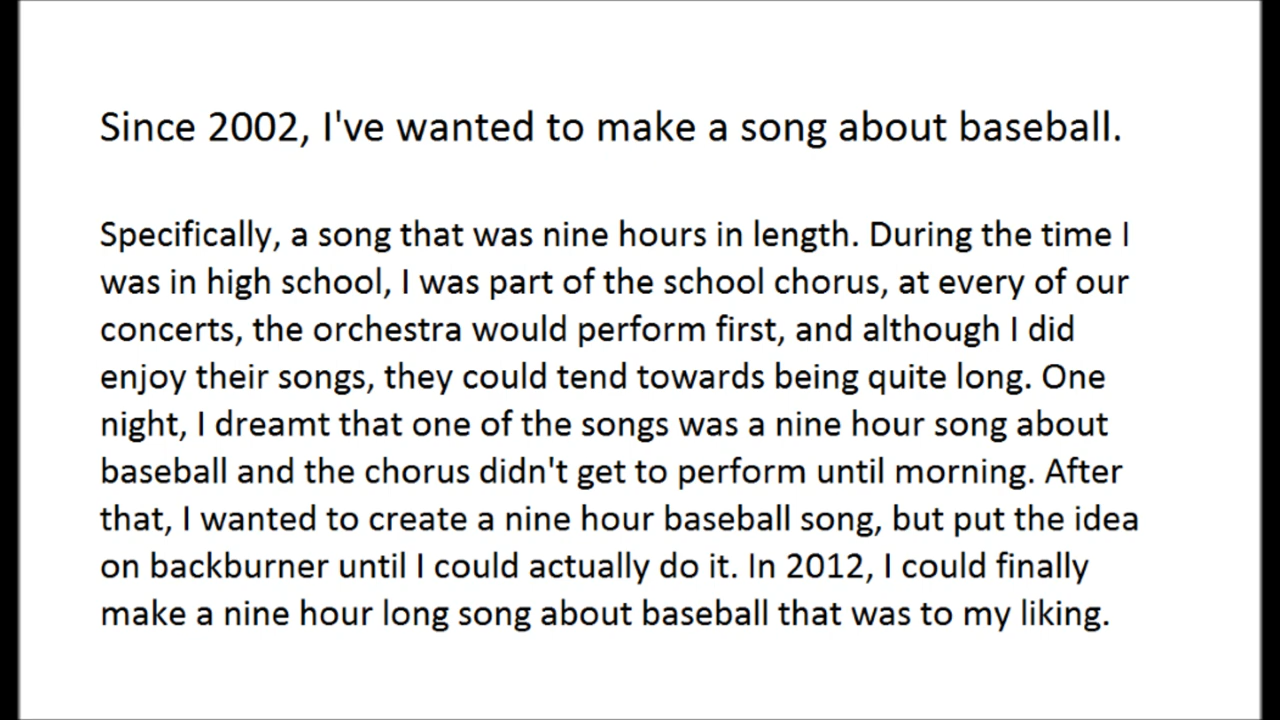 Since 2002, I've wanted to make a song about baseball.
Specifically, a song that was nine hours in length. During the time I
was in high school, I was part of the school chorus, at every of our
concerts, the orchestra would perform first, and although I did
enjoy their songs, they could tend towards being quite long. One
night, I dreamt that one of the songs was a nine hour song about
baseball and the chorus didn't get to perform until morning. After
that, I wanted to create a nine hour baseball song, but put the idea
on backburner until I could actually do it. In 2012, I could finally
make a nine hour long song about baseball that was to my liking.